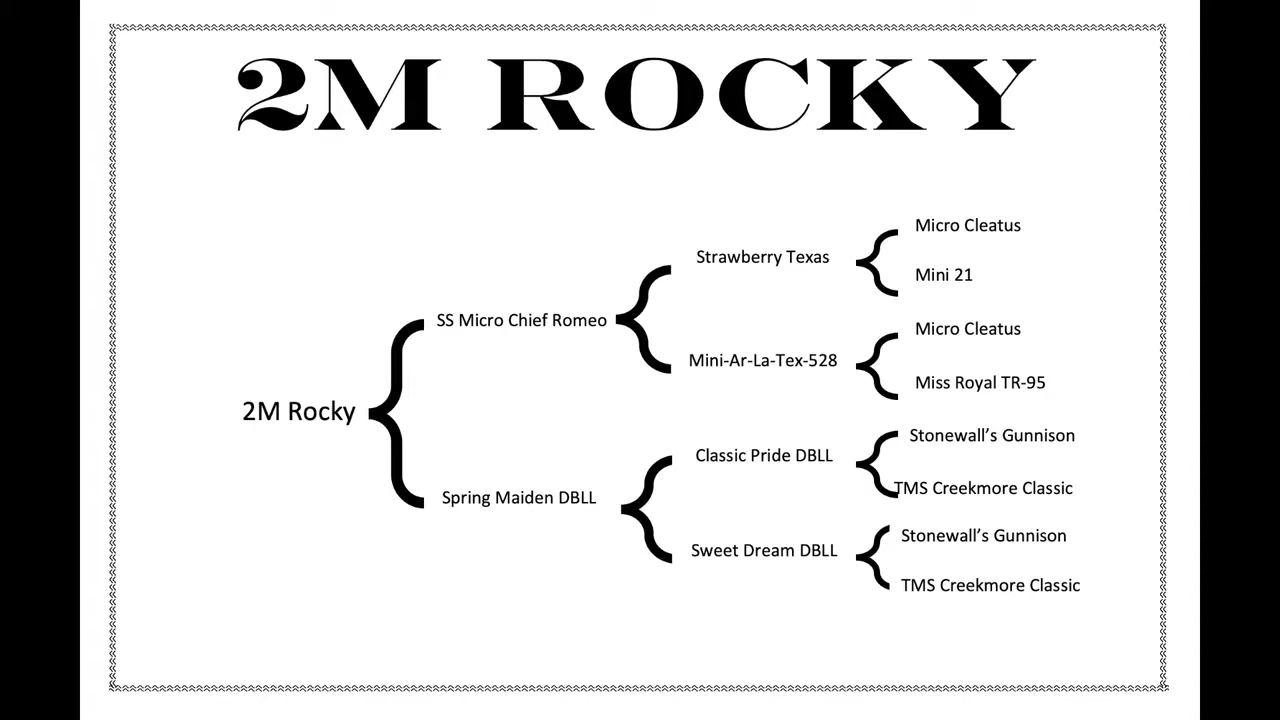 2M ROCKY
Micro Cleatus
Strawberry Texas
Mini 21
SS Micro Chief Romeo
Micro Cleatus
Mini-Ar-La-Tex-528
Miss Royal TR-95
2M Rocky
Stonewall’s Gunnison
Classic Pride DBLL
TMS Creekmore Classic
Spring Maiden DBLL
Stonewall’s Gunnison
Sweet Dream DBLL
TMS Creekmore Classic